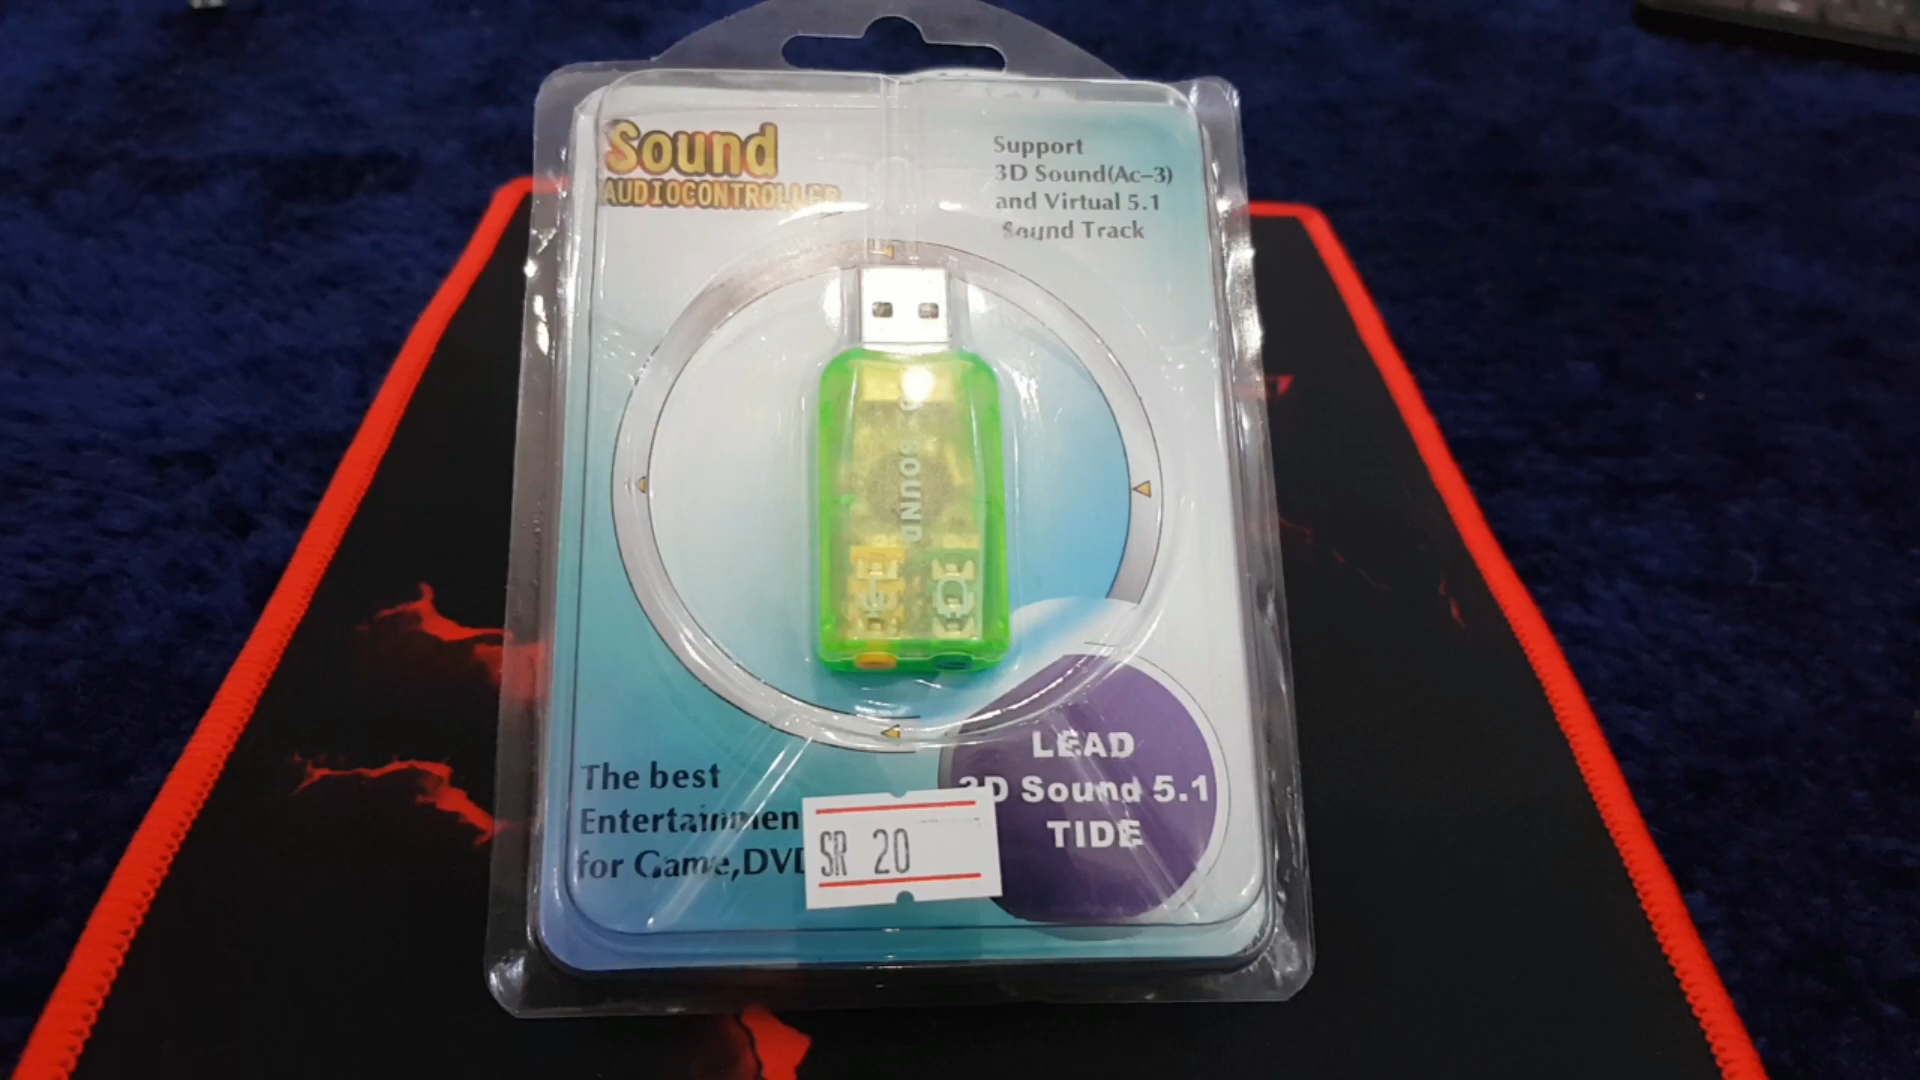 Sound
AUDIOCONTROLLER
Support
3D Sound(Ac-3)
and Virtual 5.1
Sound Track
SOUND
The best
Entertainmen
for Game,DVD
SR 20
LEAD
3D Sound 5.1
TIDE